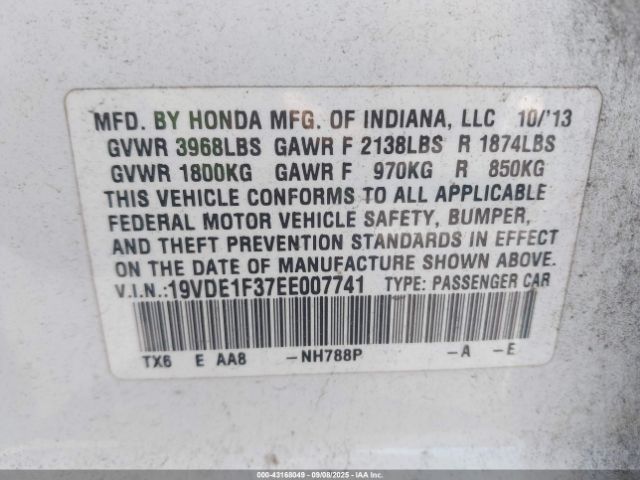 MFD. BY HONDA MFG. OF INDIANA, LLC 10/'13
GVWR 3968LBS GAWR F 2138LBS R 1874LBS
GVWR 1800KG GAWR F 970KG R 850KG
THIS VEHICLE CONFORMS TO ALL APPLICABLE
FEDERAL MOTOR VEHICLE SAFETY, BUMPER,
AND THEFT PREVENTION STANDARDS IN EFFECT
ON THE DATE OF MANUFACTURE SHOWN ABOVE.
V.I.N.:19VDE1F37EE007741 TYPE: PASSENGER CAR
TX6 E AA8 -NH788P -A -E
000-43168049 - 09/08/2025 - IAAI.COM